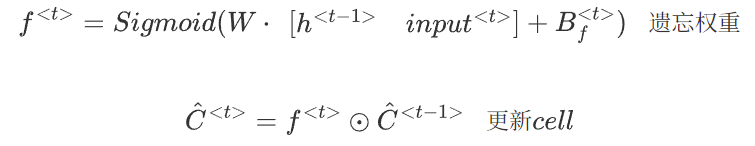 f^{<t>} = Sigmoid(W · [h^{<t-1>} input^{<t>}] + B_f^{<t>}) 遗忘权重
Ĉ^{<t>} = f^{<t>} ⊙ Ĉ^{<t-1>} 更新cell